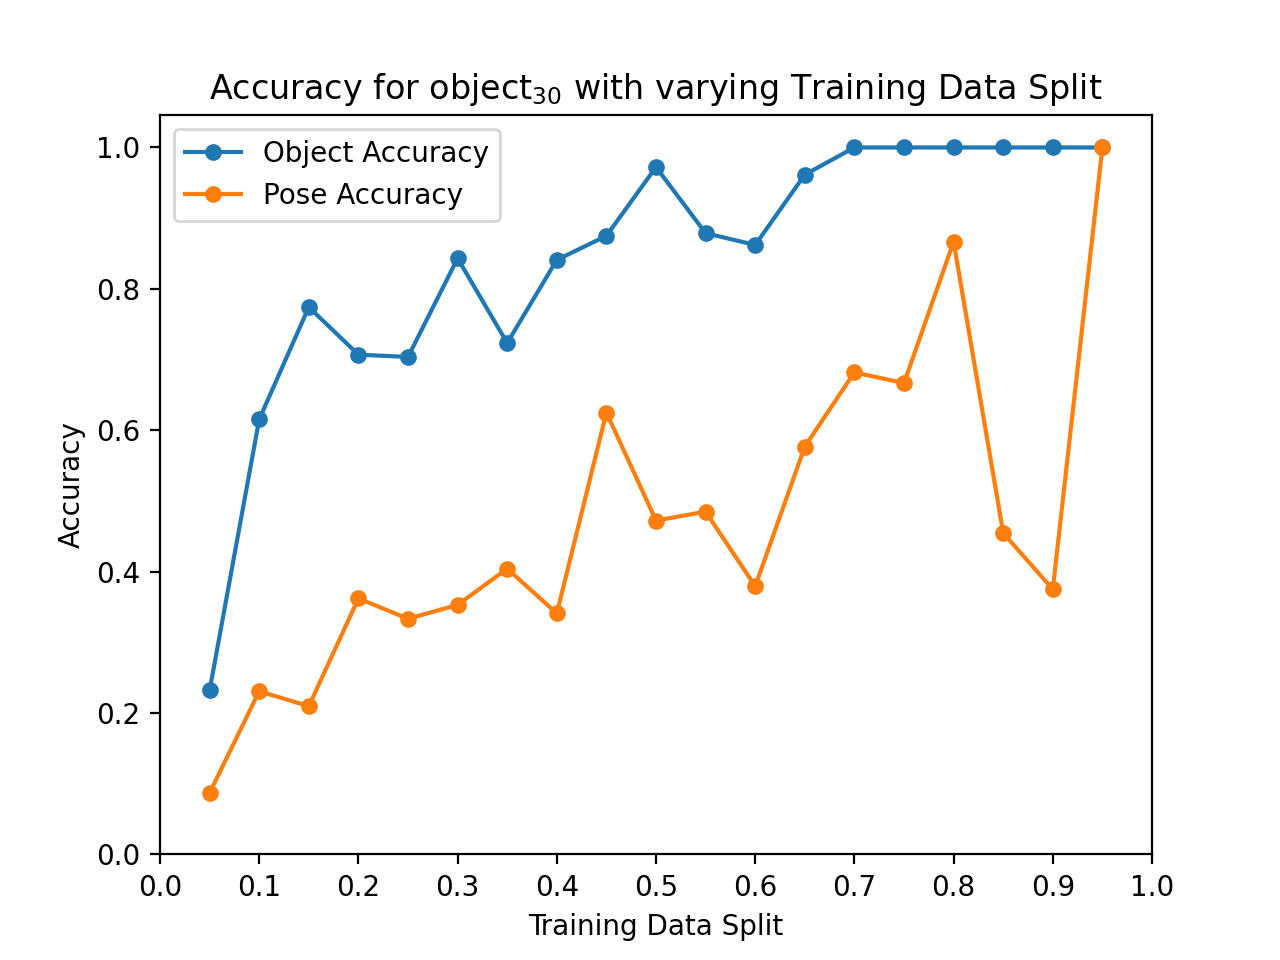 Accuracy for object₃₀ with varying Training Data Split
Object Accuracy
Pose Accuracy
Accuracy
1.0
0.8
0.6
0.4
0.2
0.0
0.0 0.1 0.2 0.3 0.4 0.5 0.6 0.7 0.8 0.9 1.0
Training Data Split